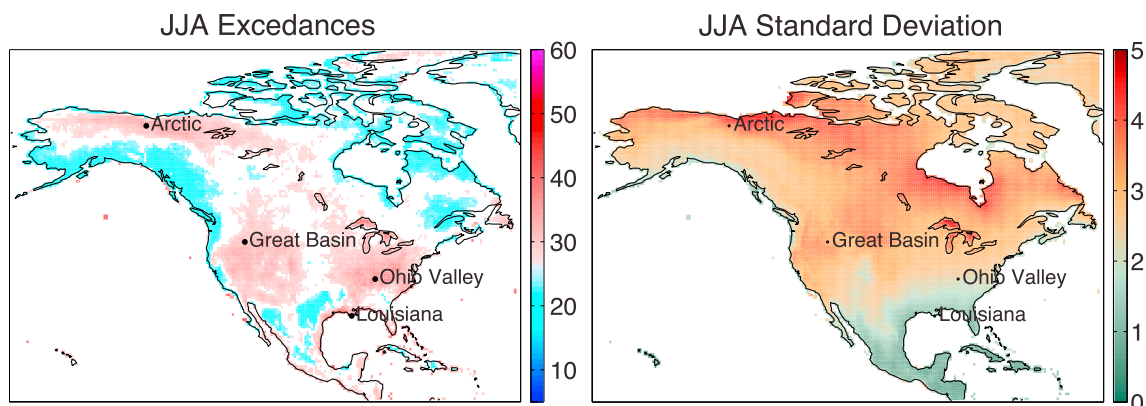 JJA Excedances
JJA Standard Deviation
60
50
40
30
20
10
5
4
3
2
1
0
Arctic
Great Basin
Ohio Valley
Louisiana
Arctic
Great Basin
Ohio Valley
Louisiana